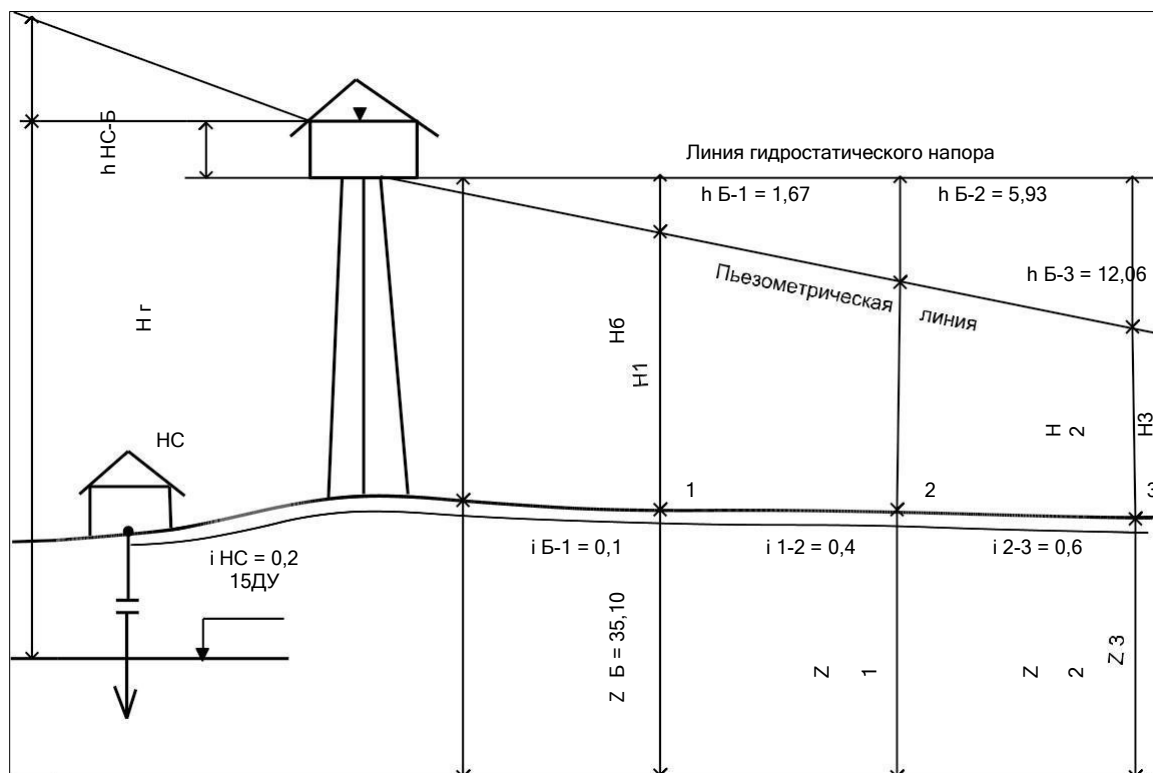 Линия гидростатического напора
h НС-Б
h Б-1 = 1,67
h Б-2 = 5,93
h Б-3 = 12,06
Пьезометрическая линия
Н г
Нб
Н1
Н 2
Н3
НС
1
2
3
i НС = 0,2
15ДУ
i Б-1 = 0,1
i 1-2 = 0,4
i 2-3 = 0,6
Z Б = 35,10
Z 1
Z 2
Z 3